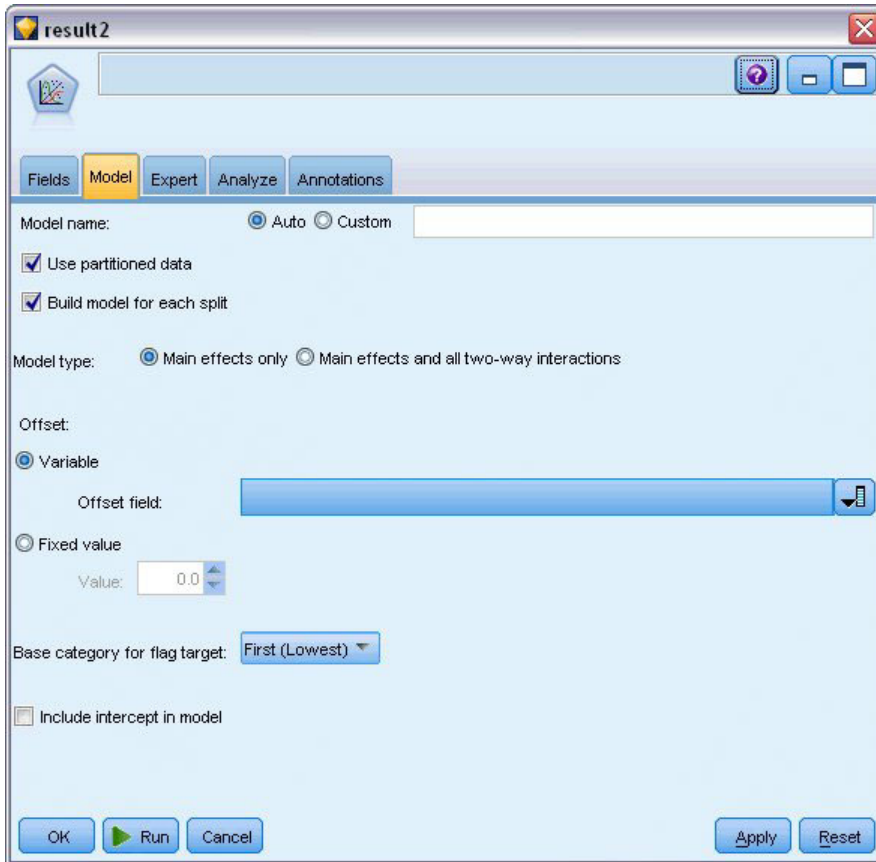 result2
?
Fields Model Expert Analyze Annotations
Model name: Auto Custom
Use partitioned data
Build model for each split
Model type: Main effects only Main effects and all two-way interactions
Offset:
Variable
Offset field:
Fixed value
Value: 0.0
Base category for flag target: First (Lowest)
Include intercept in model
OK Run Cancel Apply Reset